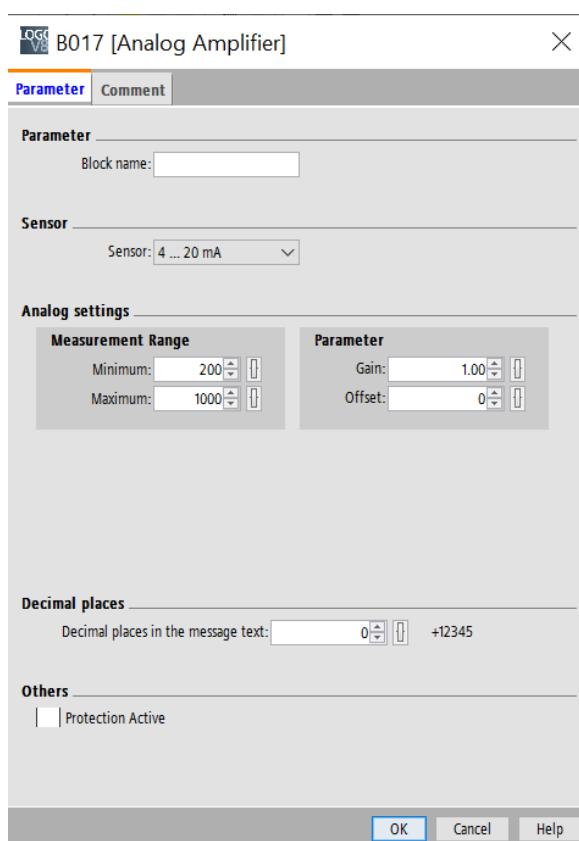 LOGO V8 B017 [Analog Amplifier]
Parameter Comment
Parameter
Block name:
Sensor
Sensor: 4 ... 20 mA
Analog settings
Measurement Range Parameter
Minimum: 200 Gain: 1.00
Maximum: 1000 Offset: 0
Decimal places
Decimal places in the message text: 0 +12345
Others
Protection Active
OK Cancel Help